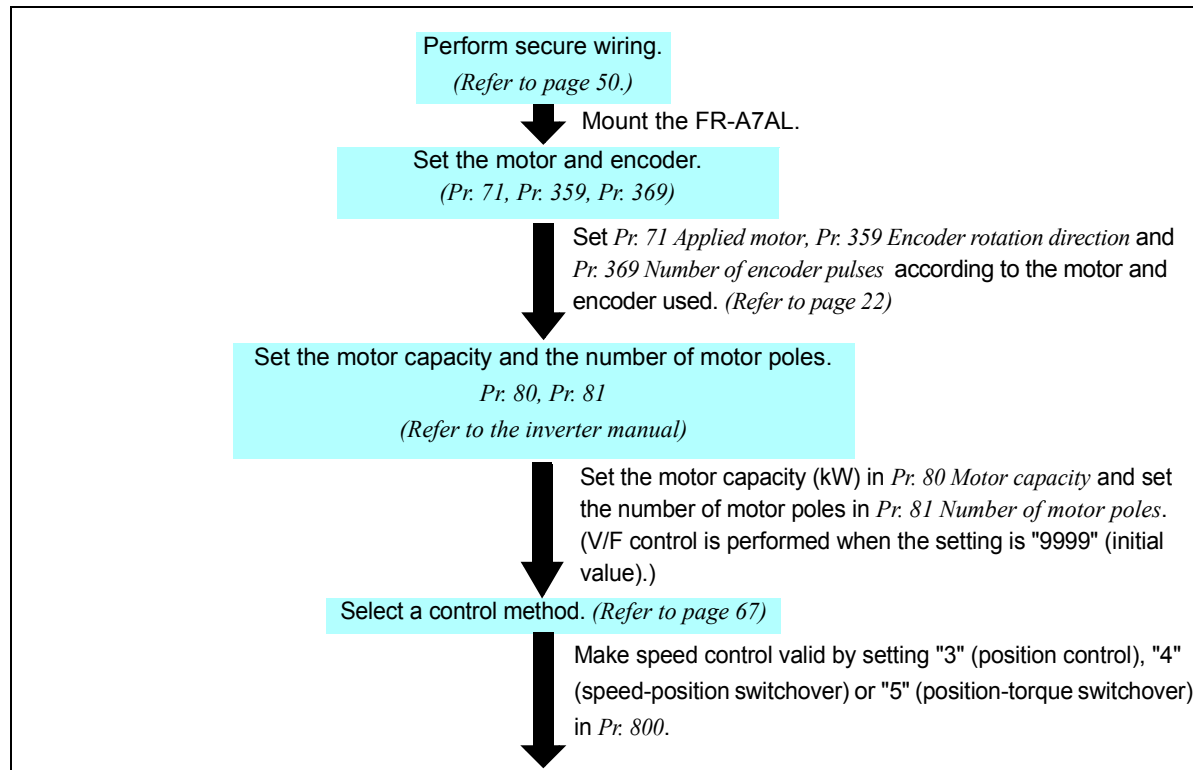 Perform secure wiring.
(Refer to page 50.)
Mount the FR-A7AL.
Set the motor and encoder.
(Pr. 71, Pr. 359, Pr. 369)
Set Pr. 71 Applied motor, Pr. 359 Encoder rotation direction and
Pr. 369 Number of encoder pulses according to the motor and
encoder used. (Refer to page 22)
Set the motor capacity and the number of motor poles.
Pr. 80, Pr. 81
(Refer to the inverter manual)
Set the motor capacity (kW) in Pr. 80 Motor capacity and set
the number of motor poles in Pr. 81 Number of motor poles.
(V/F control is performed when the setting is "9999" (initial
value).)
Select a control method. (Refer to page 67)
Make speed control valid by setting "3" (position control), "4"
(speed-position switchover) or "5" (position-torque switchover)
in Pr. 800.